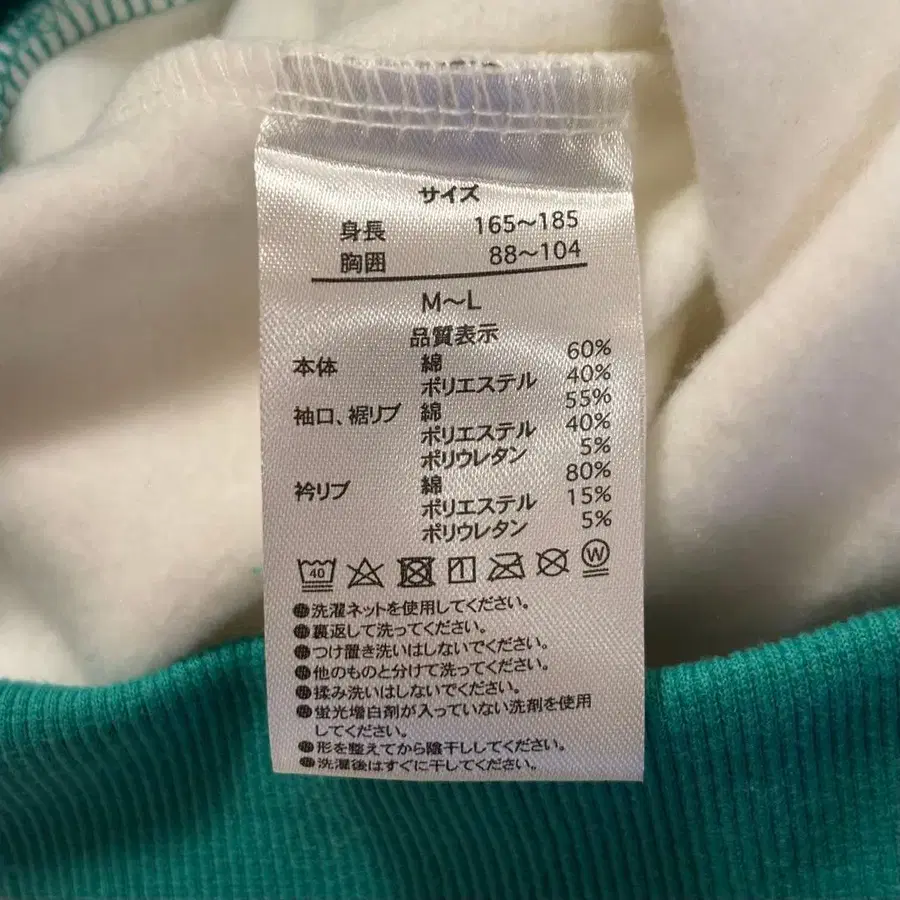 サイズ
身長 165〜185
胸囲 88〜104
M〜L
品質表示
本体 綿 60%
ポリエステル 40%
袖口、裾リブ 綿 55%
ポリエステル 40%
ポリウレタン 5%
衿リブ 綿 80%
ポリエステル 15%
ポリウレタン 5%
40 W
●洗濯ネットを使用してください。
●裏返して洗ってください。
●つけ置き洗いはしないでください。
●他のものと分けて洗ってください。
●揉み洗いはしないでください。
●蛍光増白剤が入っていない洗剤を使用
してください。
●形を整えてから陰干ししてください。
●洗濯後はすぐに干してください。